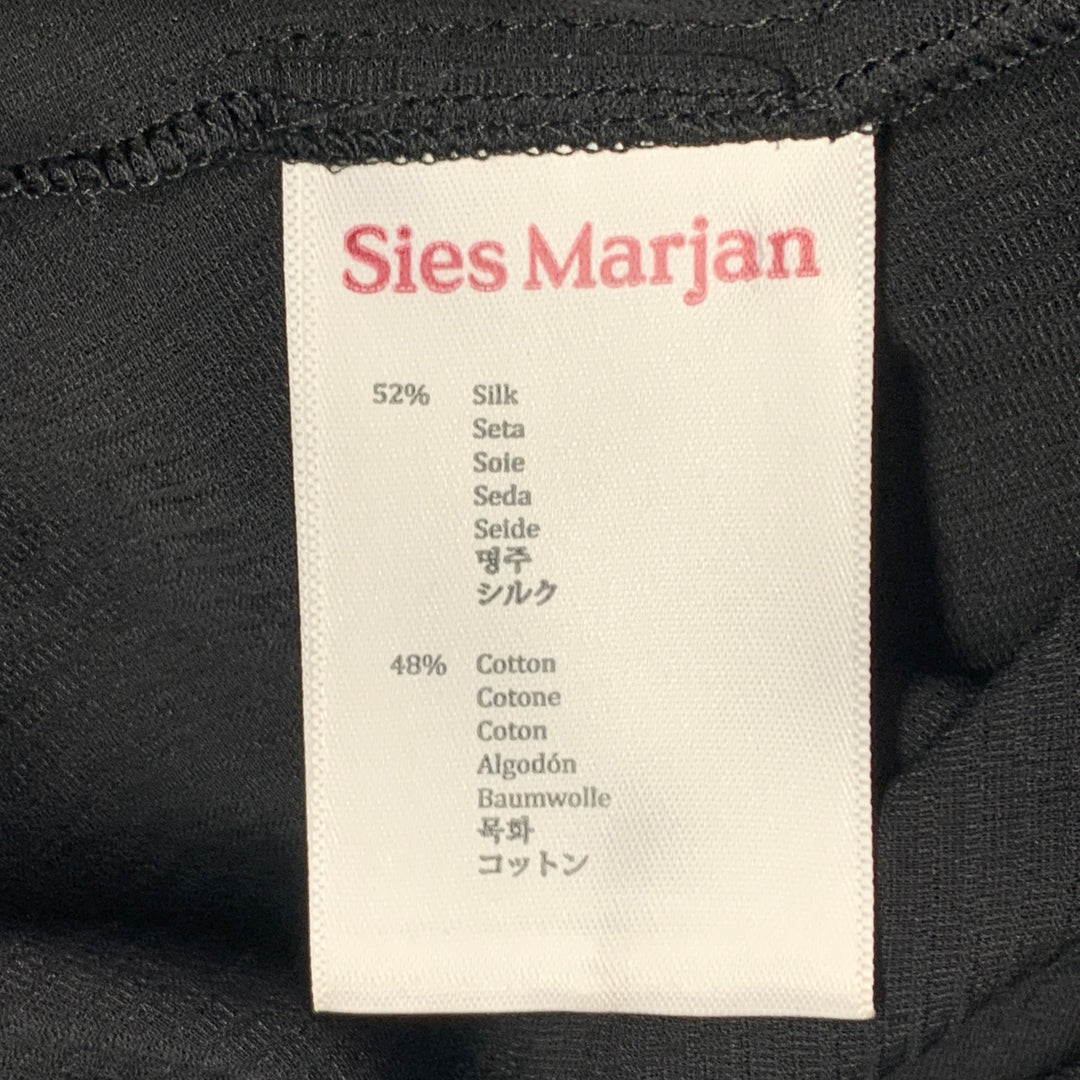 Sies Marjan
52% Silk
Seta
Soie
Seda
Seide
명주
シルク
48% Cotton
Cotone
Coton
Algodón
Baumwolle
목화
コットン